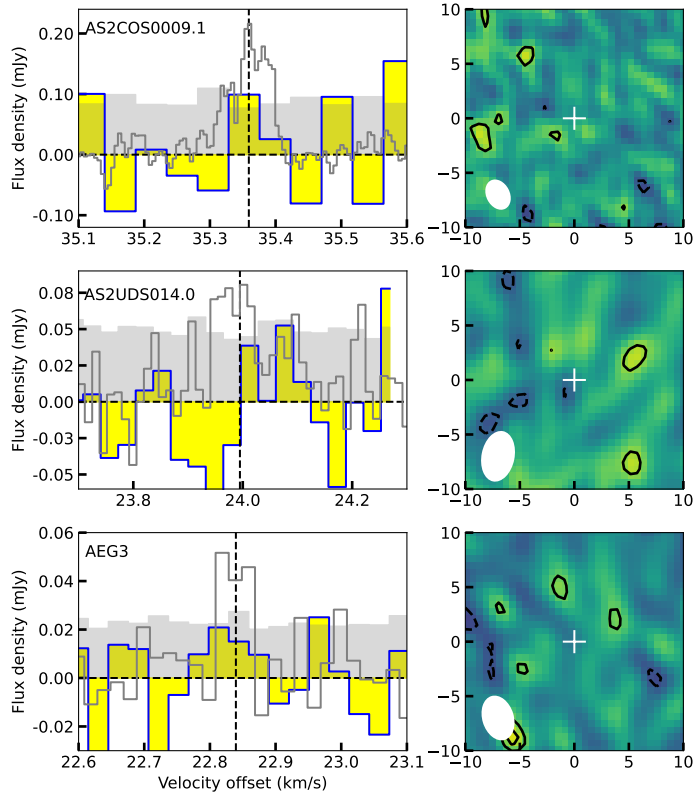 AS2COS0009.1
Flux density (mJy)
0.20
0.10
0.00
-0.10
35.1 35.2 35.3 35.4 35.5 35.6
10
5
0
−5
−10
−10 −5 0 5 10
AS2UDS014.0
Flux density (mJy)
0.08
0.05
0.02
0.00
-0.03
-0.05
23.8 24.0 24.2
10
5
0
−5
−10
−10 −5 0 5 10
AEG3
Flux density (mJy)
0.06
0.04
0.02
0.00
-0.02
22.6 22.7 22.8 22.9 23.0 23.1
Velocity offset (km/s)
10
5
0
−5
−10
−10 −5 0 5 10